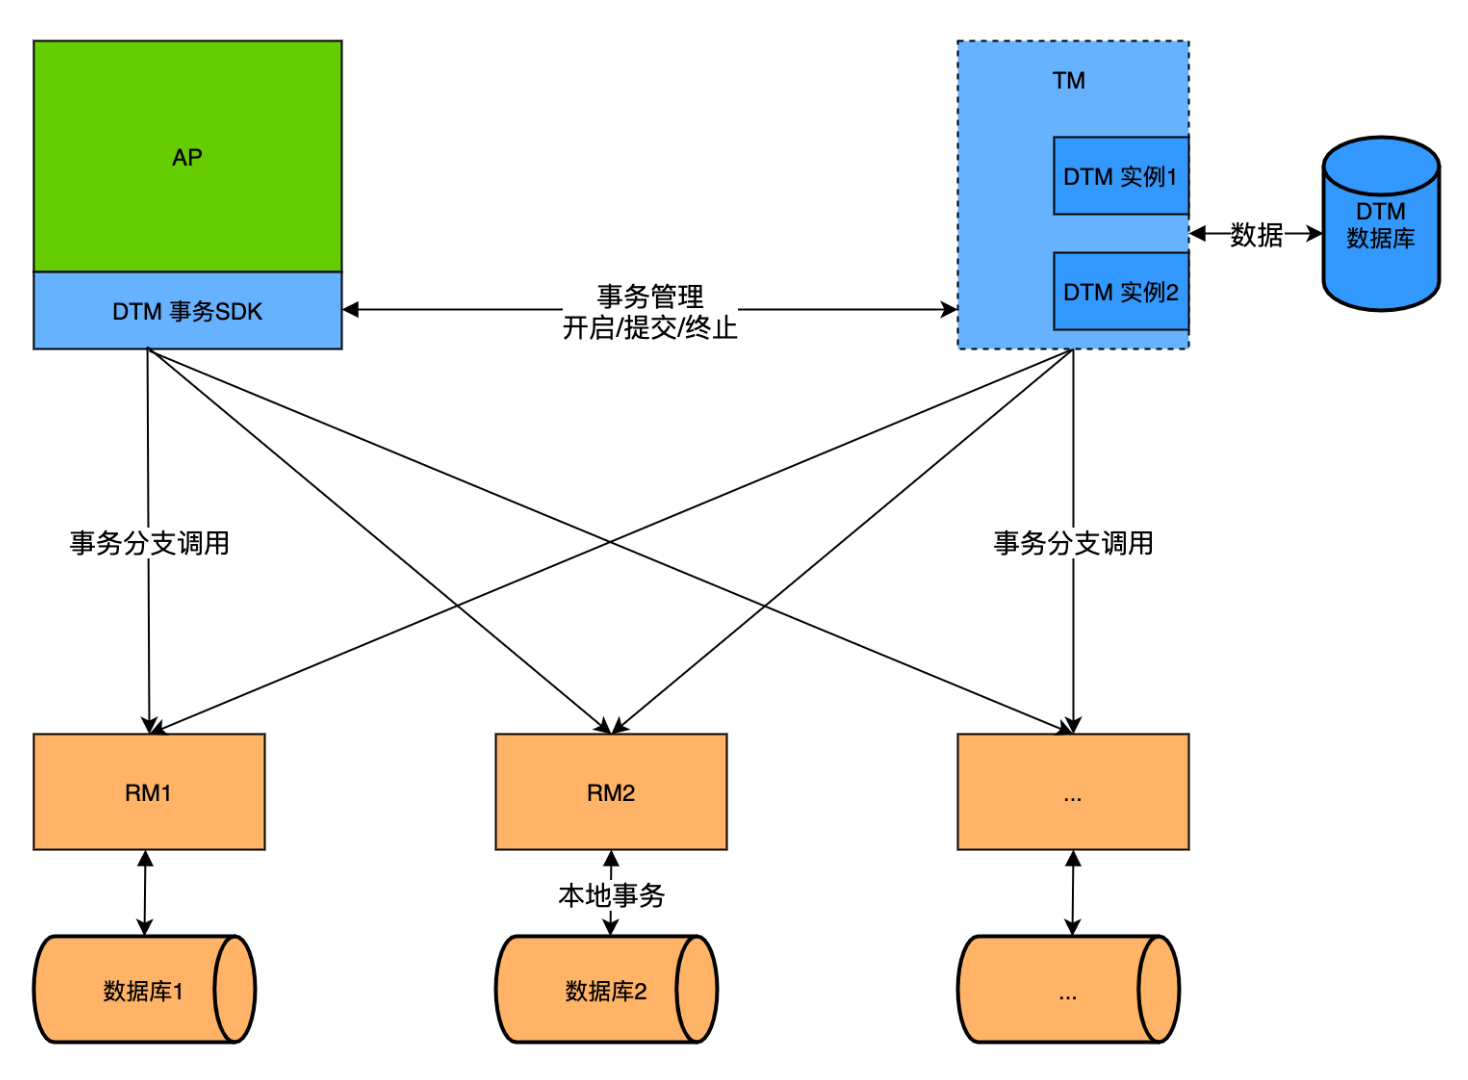 AP
TM
DTM 实例1
DTM
数据库
数据
DTM 实例2
DTM 事务SDK
事务管理
开启/提交/终止
事务分支调用
事务分支调用
RM1
RM2
...
本地事务
数据库1
数据库2
...